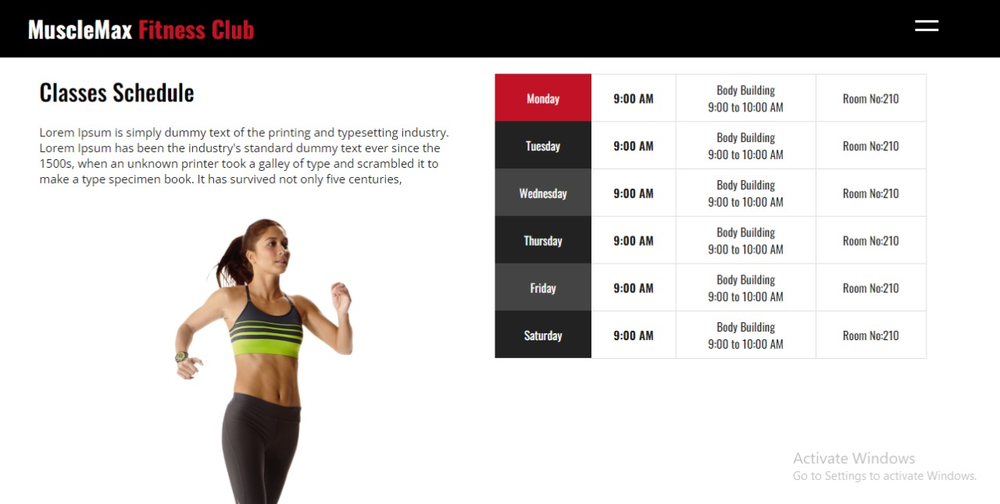 MuscleMax Fitness Club
Classes Schedule
Lorem Ipsum is simply dummy text of the printing and typesetting industry.
Lorem Ipsum has been the industry's standard dummy text ever since the
1500s, when an unknown printer took a galley of type and scrambled it to
make a type specimen book. It has survived not only five centuries,
Monday 9:00 AM Body Building 9:00 to 10:00 AM Room No:210
Tuesday 9:00 AM Body Building 9:00 to 10:00 AM Room No:210
Wednesday 9:00 AM Body Building 9:00 to 10:00 AM Room No:210
Thursday 9:00 AM Body Building 9:00 to 10:00 AM Room No:210
Friday 9:00 AM Body Building 9:00 to 10:00 AM Room No:210
Saturday 9:00 AM Body Building 9:00 to 10:00 AM Room No:210
Activate Windows
Go to Settings to activate Windows.